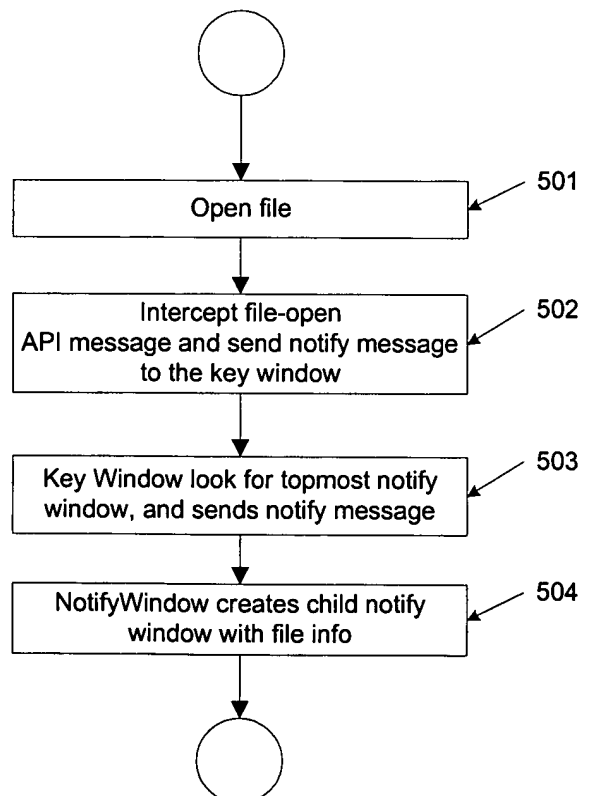 Open file
501
Intercept file-open
API message and send notify message
to the key window
502
Key Window look for topmost notify
window, and sends notify message
503
NotifyWindow creates child notify
window with file info
504